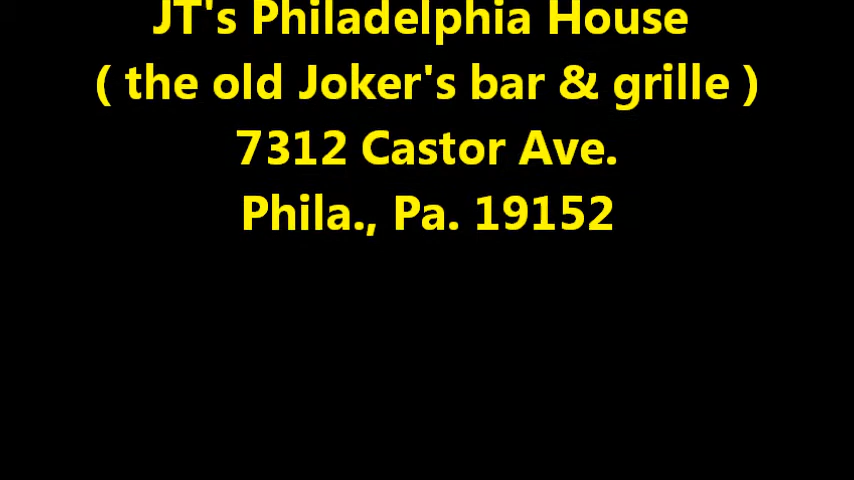 JT's Philadelphia House
( the old Joker's bar & grille )
7312 Castor Ave.
Phila., Pa. 19152